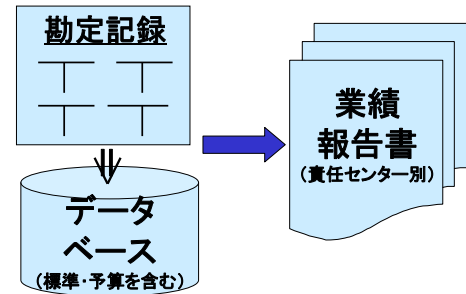 勘定記録
データ
ベース
(標準・予算を含む)
業績
報告書
(責任センター別)